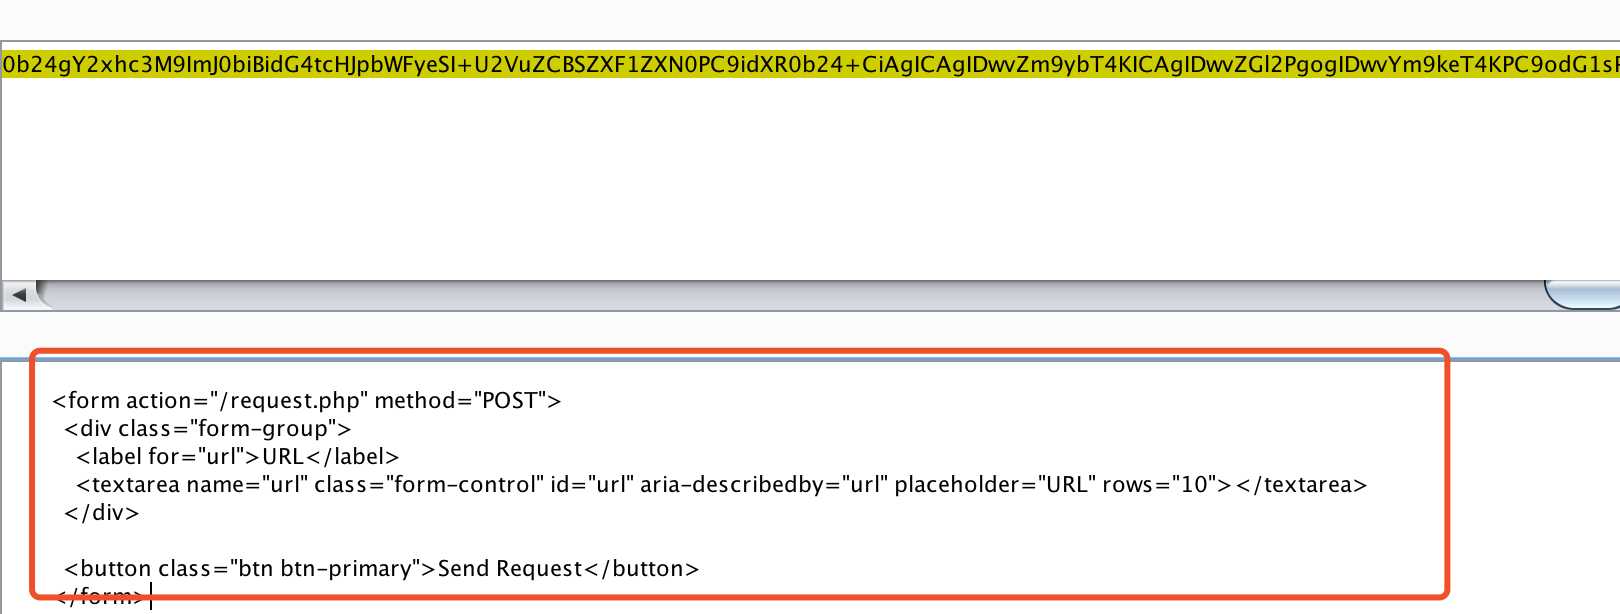 0b24gY2xhc3M9ImJ0biBidG4tcHJpbWFyeSI+U2VuZCBSZXF1ZXN0PC9idXR0b24+CiAgICAgIDwvZm9ybT4KICAgIDwvZGl2PgogIDwvYm9keT4KPC9odG1s
<form action="/request.php" method="POST">
<div class="form-group">
<label for="url">URL</label>
<textarea name="url" class="form-control" id="url" aria-describedby="url" placeholder="URL" rows="10"></textarea>
</div>
<button class="btn btn-primary">Send Request</button>
</form>